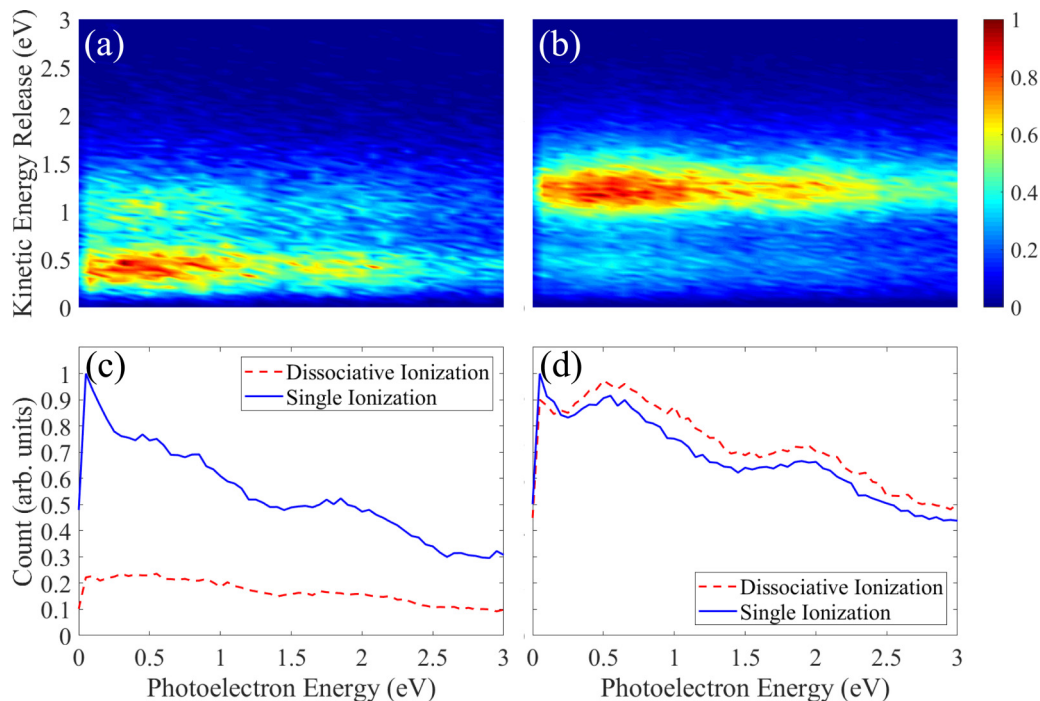 (a)
(b)
Kinetic Energy Release (eV)
3
2.5
2
1.5
1
0.5
0
1
0.8
0.6
0.4
0.2
0
(c)
(d)
Count (arb. units)
1
0.9
0.8
0.7
0.6
0.5
0.4
0.3
0.2
0.1
0
Dissociative Ionization
Single Ionization
Dissociative Ionization
Single Ionization
0 0.5 1 1.5 2 2.5 3
0 0.5 1 1.5 2 2.5 3
Photoelectron Energy (eV)
Photoelectron Energy (eV)